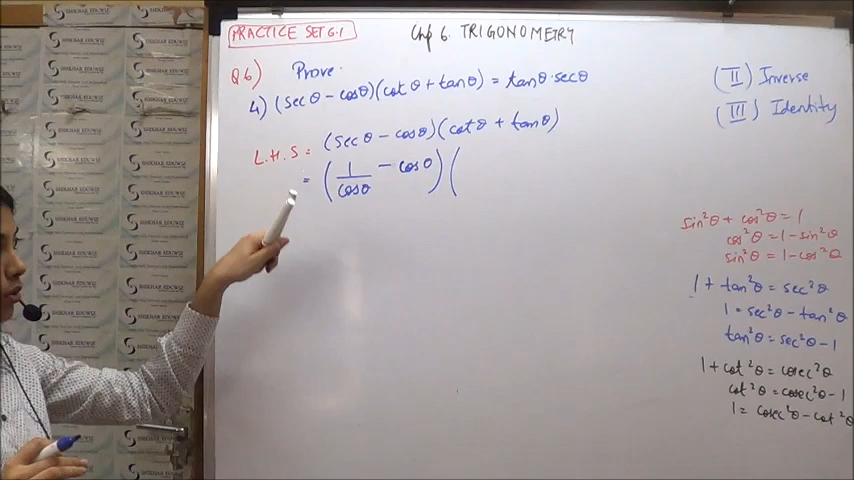 PRACTICE SET 6.1
Chp 6. TRIGONOMETRY
Q6) Prove.
4) (secθ - cosθ)(cotθ + tanθ) = tanθ·secθ
L.H.S = (secθ - cosθ)(cotθ + tanθ)
= (1/cosθ - cosθ)(
(II) Inverse
(III) Identity
sin²θ + cos²θ = 1
cos²θ = 1 - sin²θ
sin²θ = 1 - cos²θ
1 + tan²θ = sec²θ
1 = sec²θ - tan²θ
tan²θ = sec²θ - 1
1 + cot²θ = cosec²θ
cot²θ = cosec²θ - 1
1 = cosec²θ - cot²θ
SHIKHAR EDUWIZ